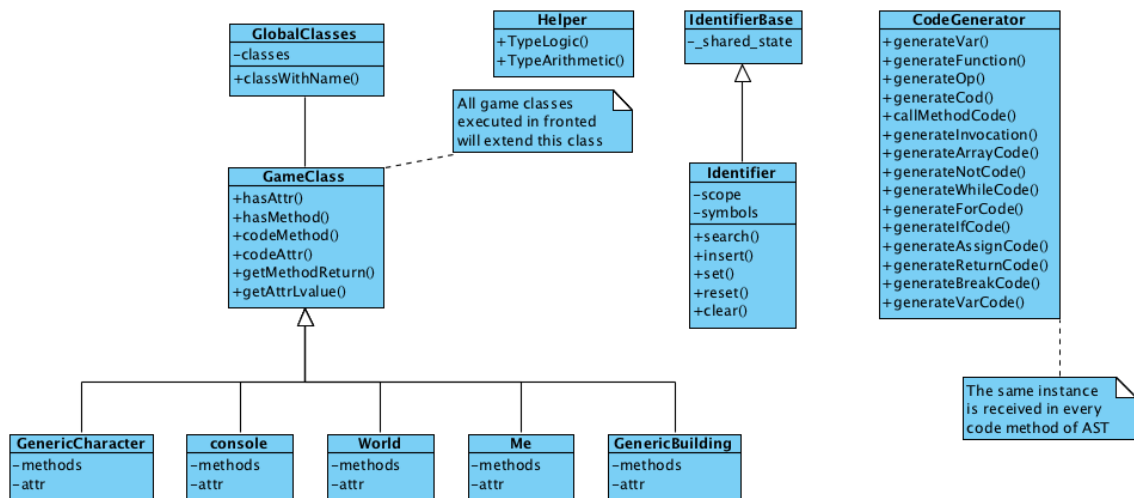 GlobalClasses
-classes
+classWithName()
Helper
+TypeLogic()
+TypeArithmetic()
IdentifierBase
-_shared_state
CodeGenerator
+generateVar()
+generateFunction()
+generateOp()
+generateCod()
+callMethodCode()
+generateInvocation()
+generateArrayCode()
+generateNotCode()
+generateWhileCode()
+generateForCode()
+generateIfCode()
+generateAssignCode()
+generateReturnCode()
+generateBreakCode()
+generateVarCode()
All game classes
executed in fronted
will extend this class
GameClass
+hasAttr()
+hasMethod()
+codeMethod()
+codeAttr()
+getMethodReturn()
+getAttrLvalue()
Identifier
-scope
-symbols
+search()
+insert()
+set()
+reset()
+clear()
The same instance
is received in every
code method of AST
GenericCharacter
-methods
-attr
console
-methods
-attr
World
-methods
-attr
Me
-methods
-attr
GenericBuilding
-methods
-attr